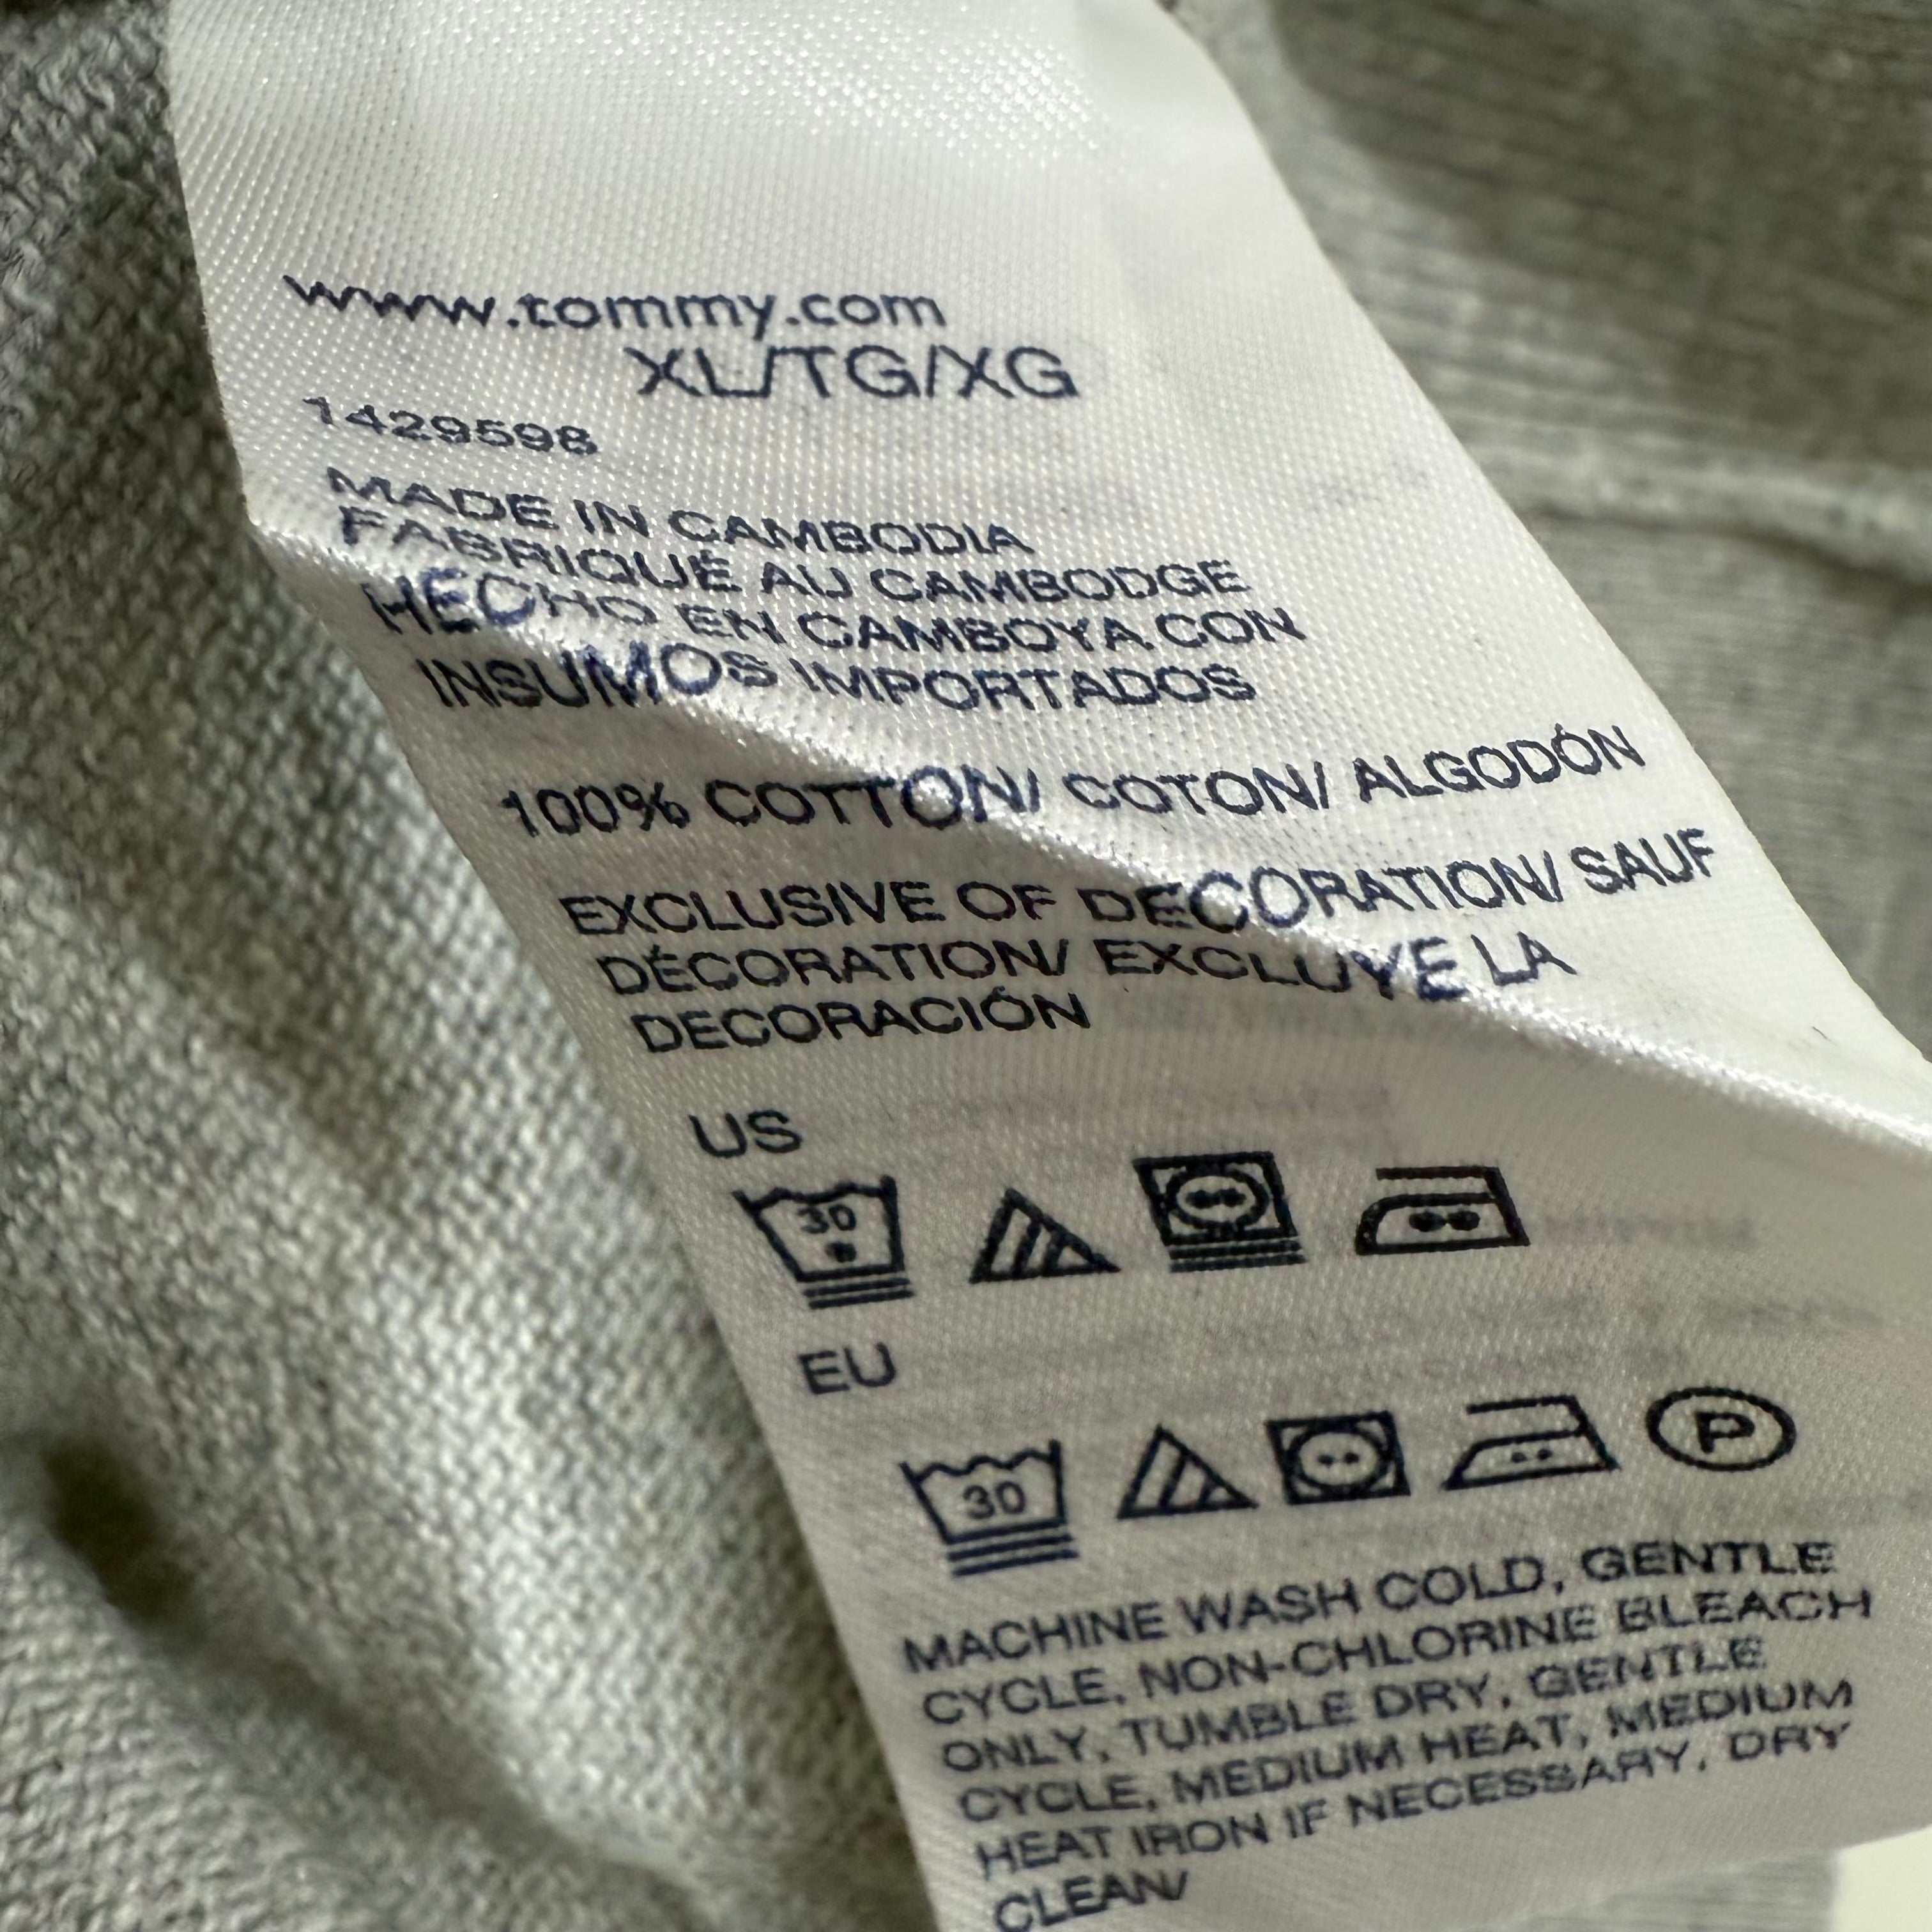 www.tommy.com
XL/TG/XG
1429598
MADE IN CAMBODIA
FABRIQUÉ AU CAMBODGE
HECHO EN CAMBOYA CON
INSUMOS IMPORTADOS
100% COTTON/ COTON/ ALGODÓN
EXCLUSIVE OF DECORATION/ SAUF
DÉCORATION/ EXCLUYE LA
DECORACIÓN
US
30
EU
30 P
MACHINE WASH COLD, GENTLE
CYCLE, NON-CHLORINE BLEACH
ONLY, TUMBLE DRY, GENTLE
CYCLE, MEDIUM HEAT, MEDIUM
HEAT IRON IF NECESSARY, DRY
CLEAN/